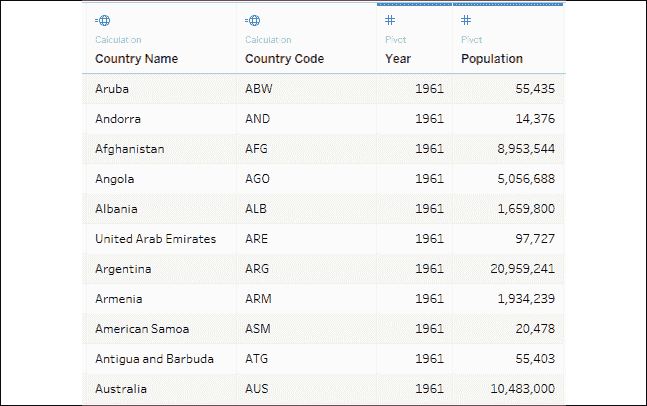 Calculation Calculation Pivot Pivot
Country Name Country Code Year Population
Aruba ABW 1961 55,435
Andorra AND 1961 14,376
Afghanistan AFG 1961 8,953,544
Angola AGO 1961 5,056,688
Albania ALB 1961 1,659,800
United Arab Emirates ARE 1961 97,727
Argentina ARG 1961 20,959,241
Armenia ARM 1961 1,934,239
American Samoa ASM 1961 20,478
Antigua and Barbuda ATG 1961 55,403
Australia AUS 1961 10,483,000